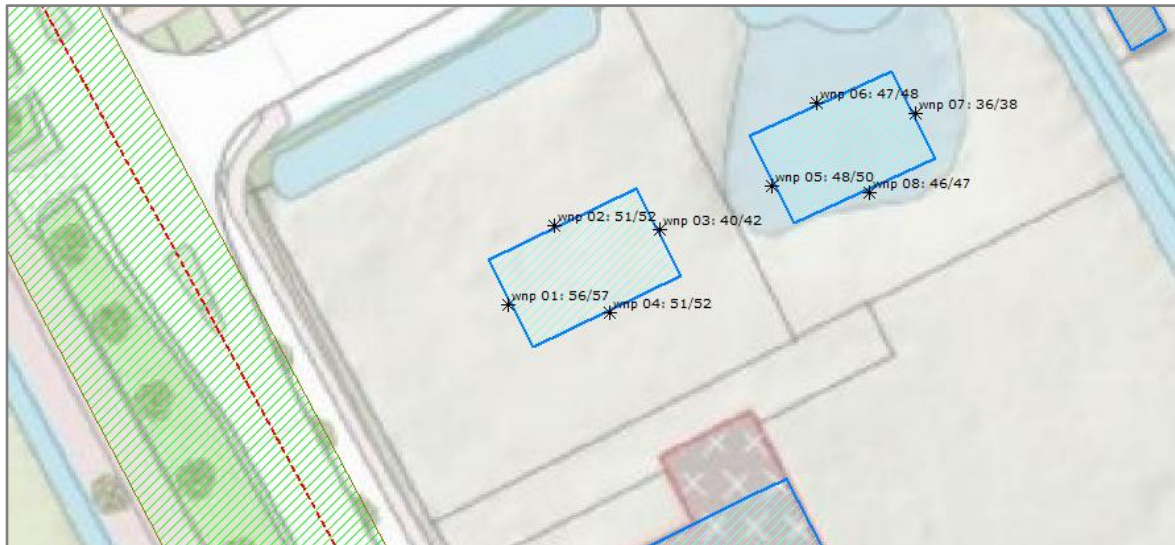 wnp 06: 47/48
wnp 07: 36/38
wnp 05: 48/50
wnp 08: 46/47
wnp 02: 51/52
wnp 03: 40/42
wnp 01: 56/57
wnp 04: 51/52